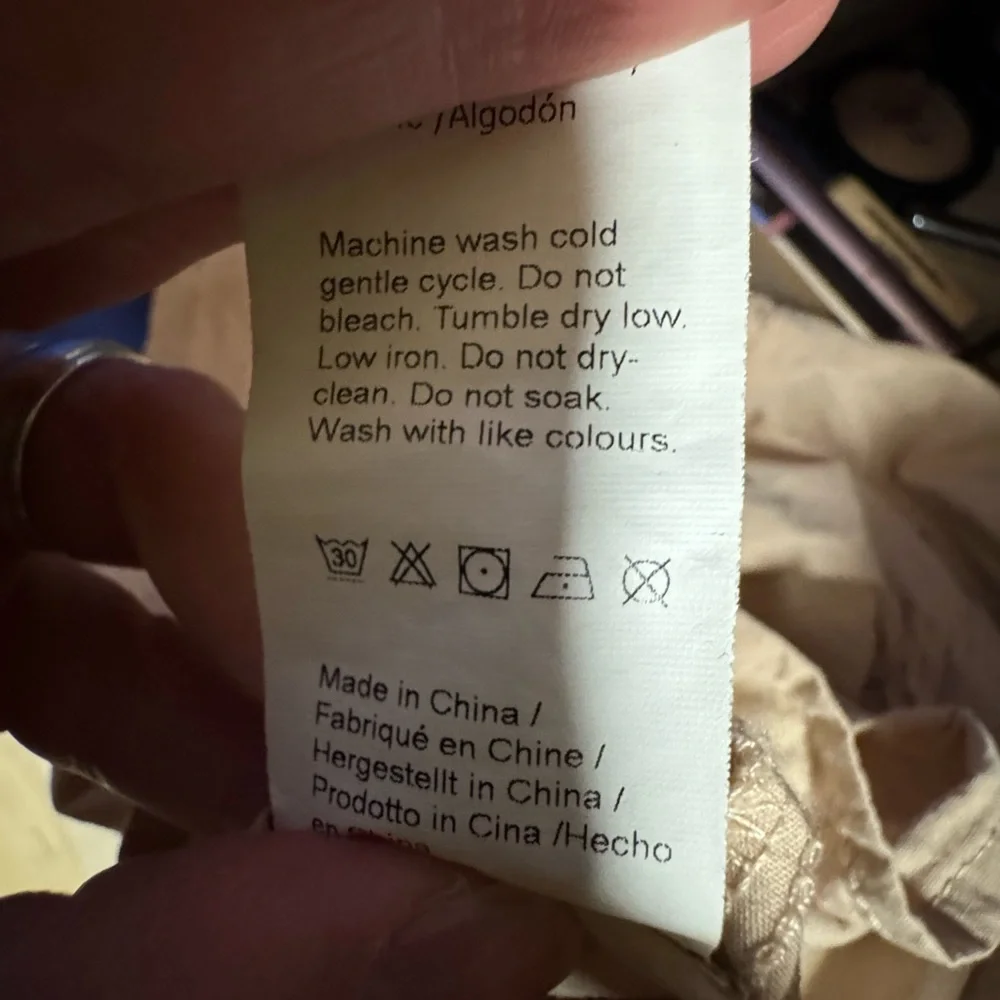 /Algodón
Machine wash cold
gentle cycle. Do not
bleach. Tumble dry low.
Low iron. Do not dry-
clean. Do not soak.
Wash with like colours.
30
Made in China /
Fabriqué en Chine /
Hergestellt in China /
Prodotto in Cina /Hecho
en